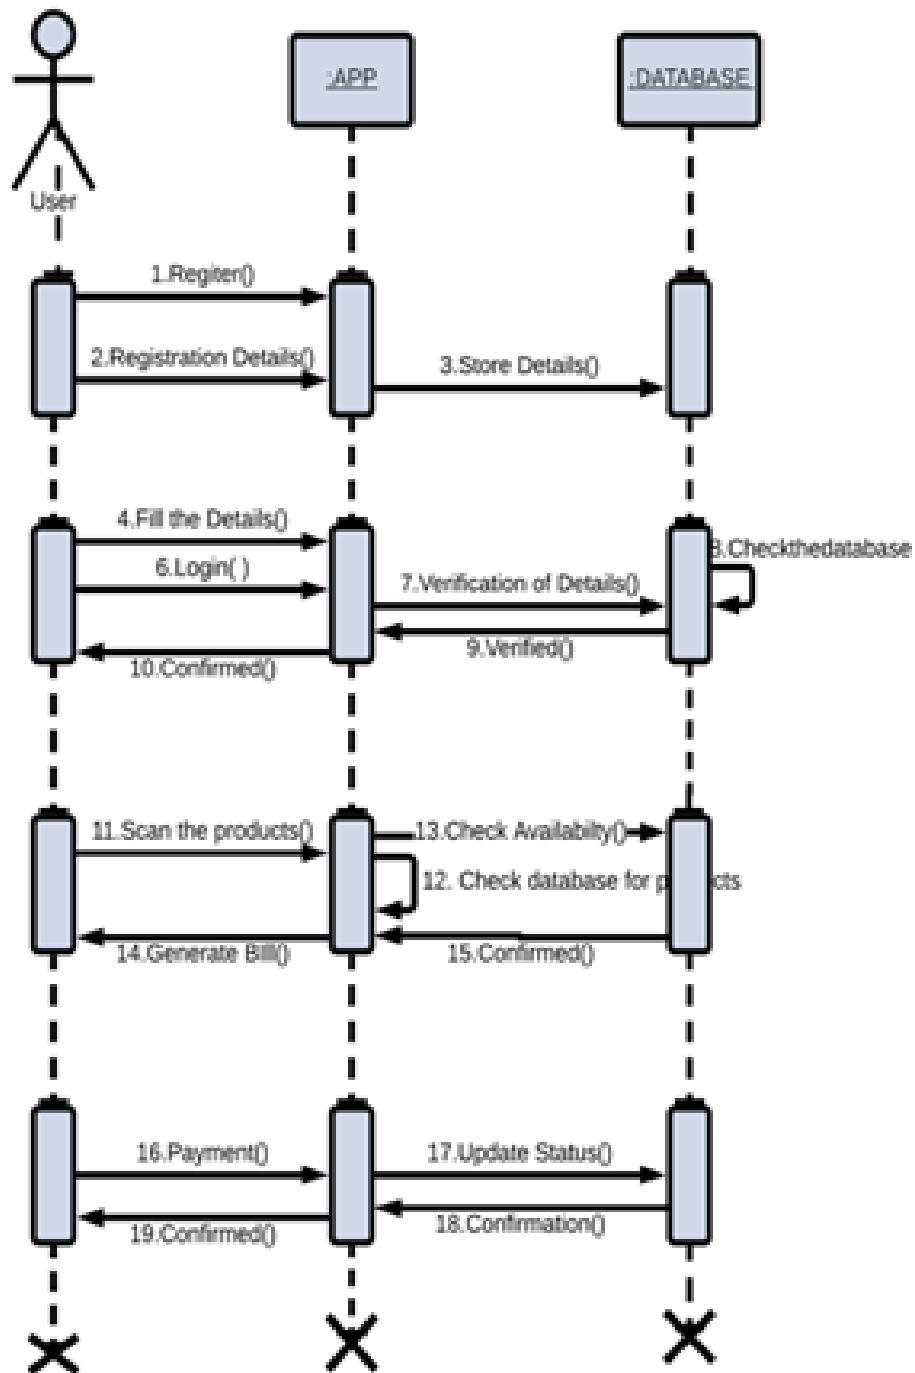 :APP
:DATABASE
User
1.Regiter()
2.Registration Details()
3.Store Details()
4.Fill the Details()
8.Checkthedatabase
6.Login( )
7.Verification of Details()
9.Verified()
10.Confirmed()
11.Scan the products()
13.Check Availabilty()
12. Check database for p cts
14.Generate Bill()
15.Confirmed()
16.Payment()
17.Update Status()
18.Confirmation()
19.Confirmed()